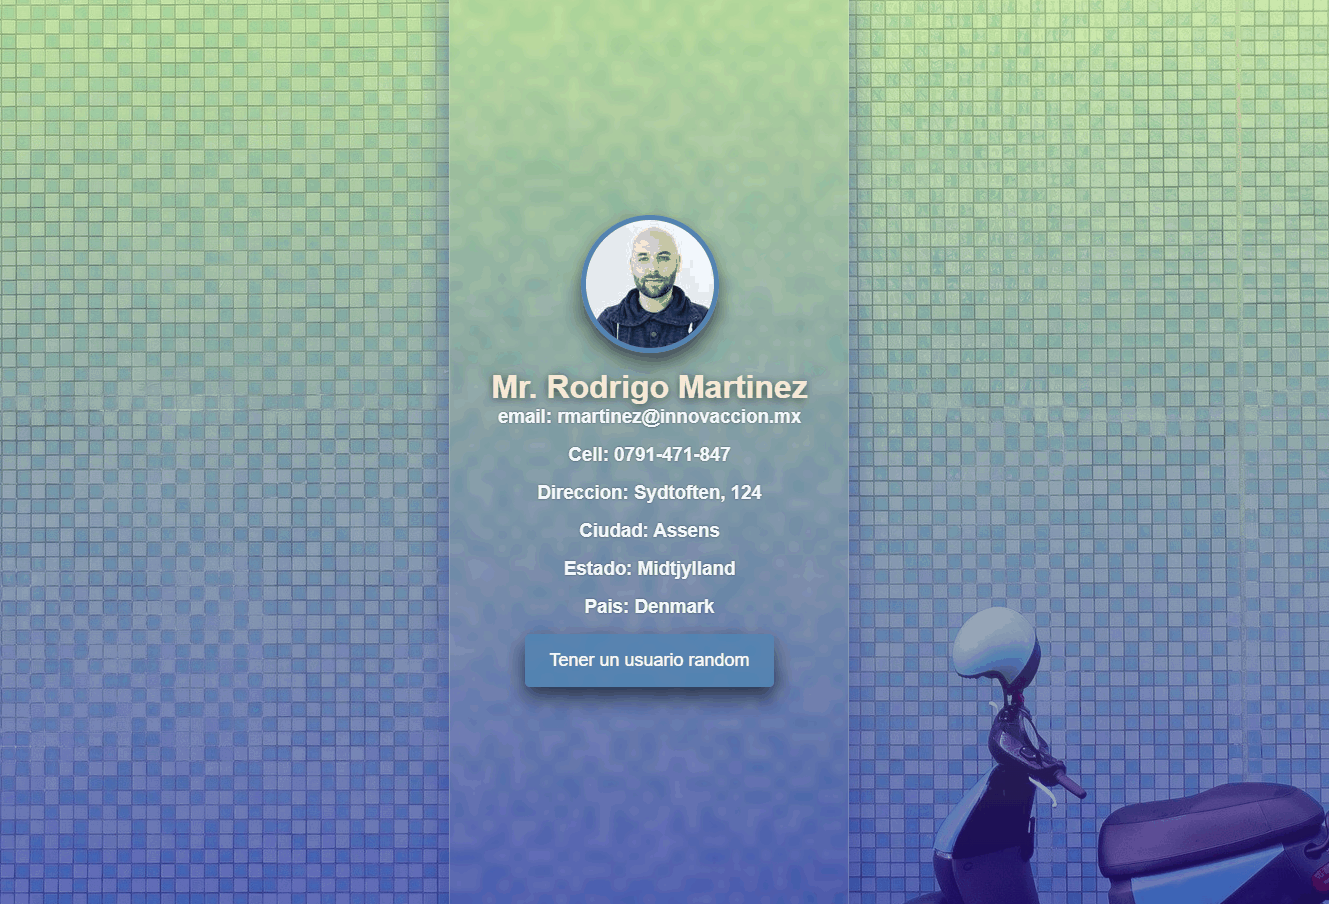 Mr. Rodrigo Martinez
email: rmartinez@innovaccion.mx
Cell: 0791-471-847
Direccion: Sydtoften, 124
Ciudad: Assens
Estado: Midtjylland
Pais: Denmark
Tener un usuario random